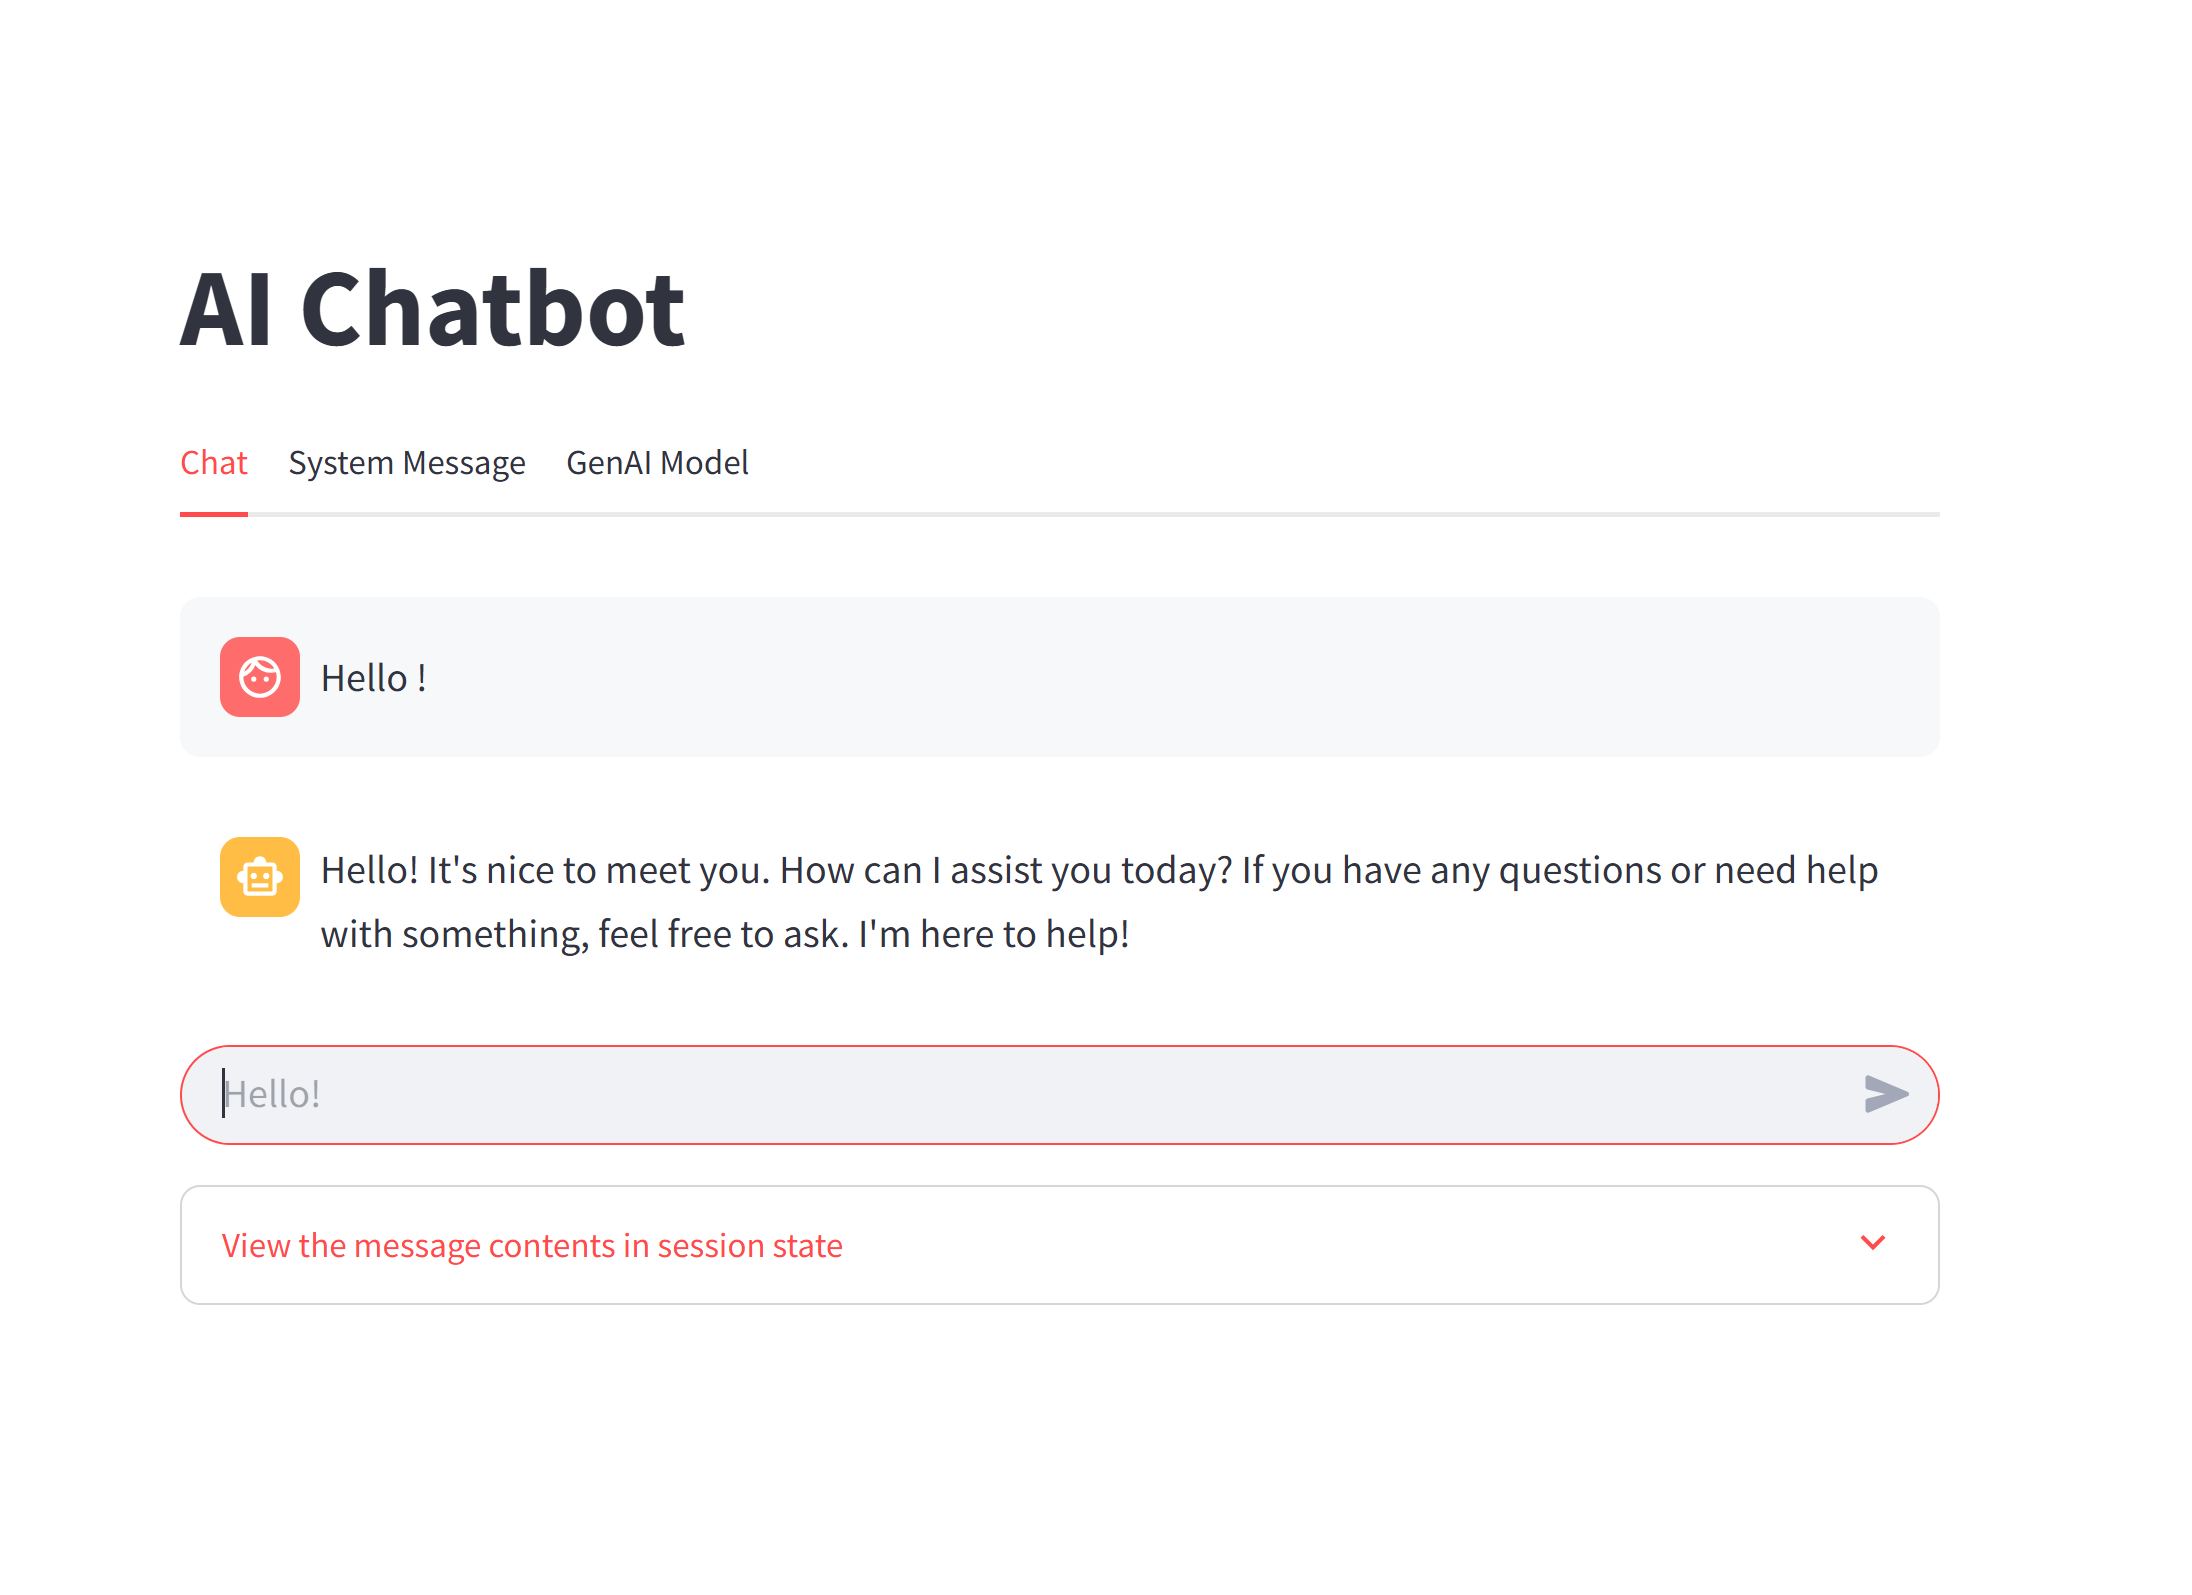 AI Chatbot
Chat System Message GenAI Model
Hello !
Hello! It's nice to meet you. How can I assist you today? If you have any questions or need help
with something, feel free to ask. I'm here to help!
Hello!
View the message contents in session state